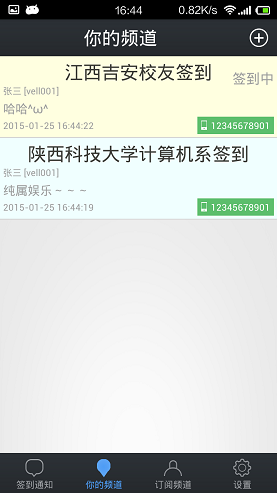 16:44
0.82K/s
你的频道
江西吉安校友签到
签到中
张三 [vell001]
哈哈^ω^
2015-01-25 16:44:22
12345678901
陕西科技大学计算机系签到
张三 [vell001]
纯属娱乐～～～
2015-01-25 16:44:19
12345678901
签到通知
你的频道
订阅频道
设置